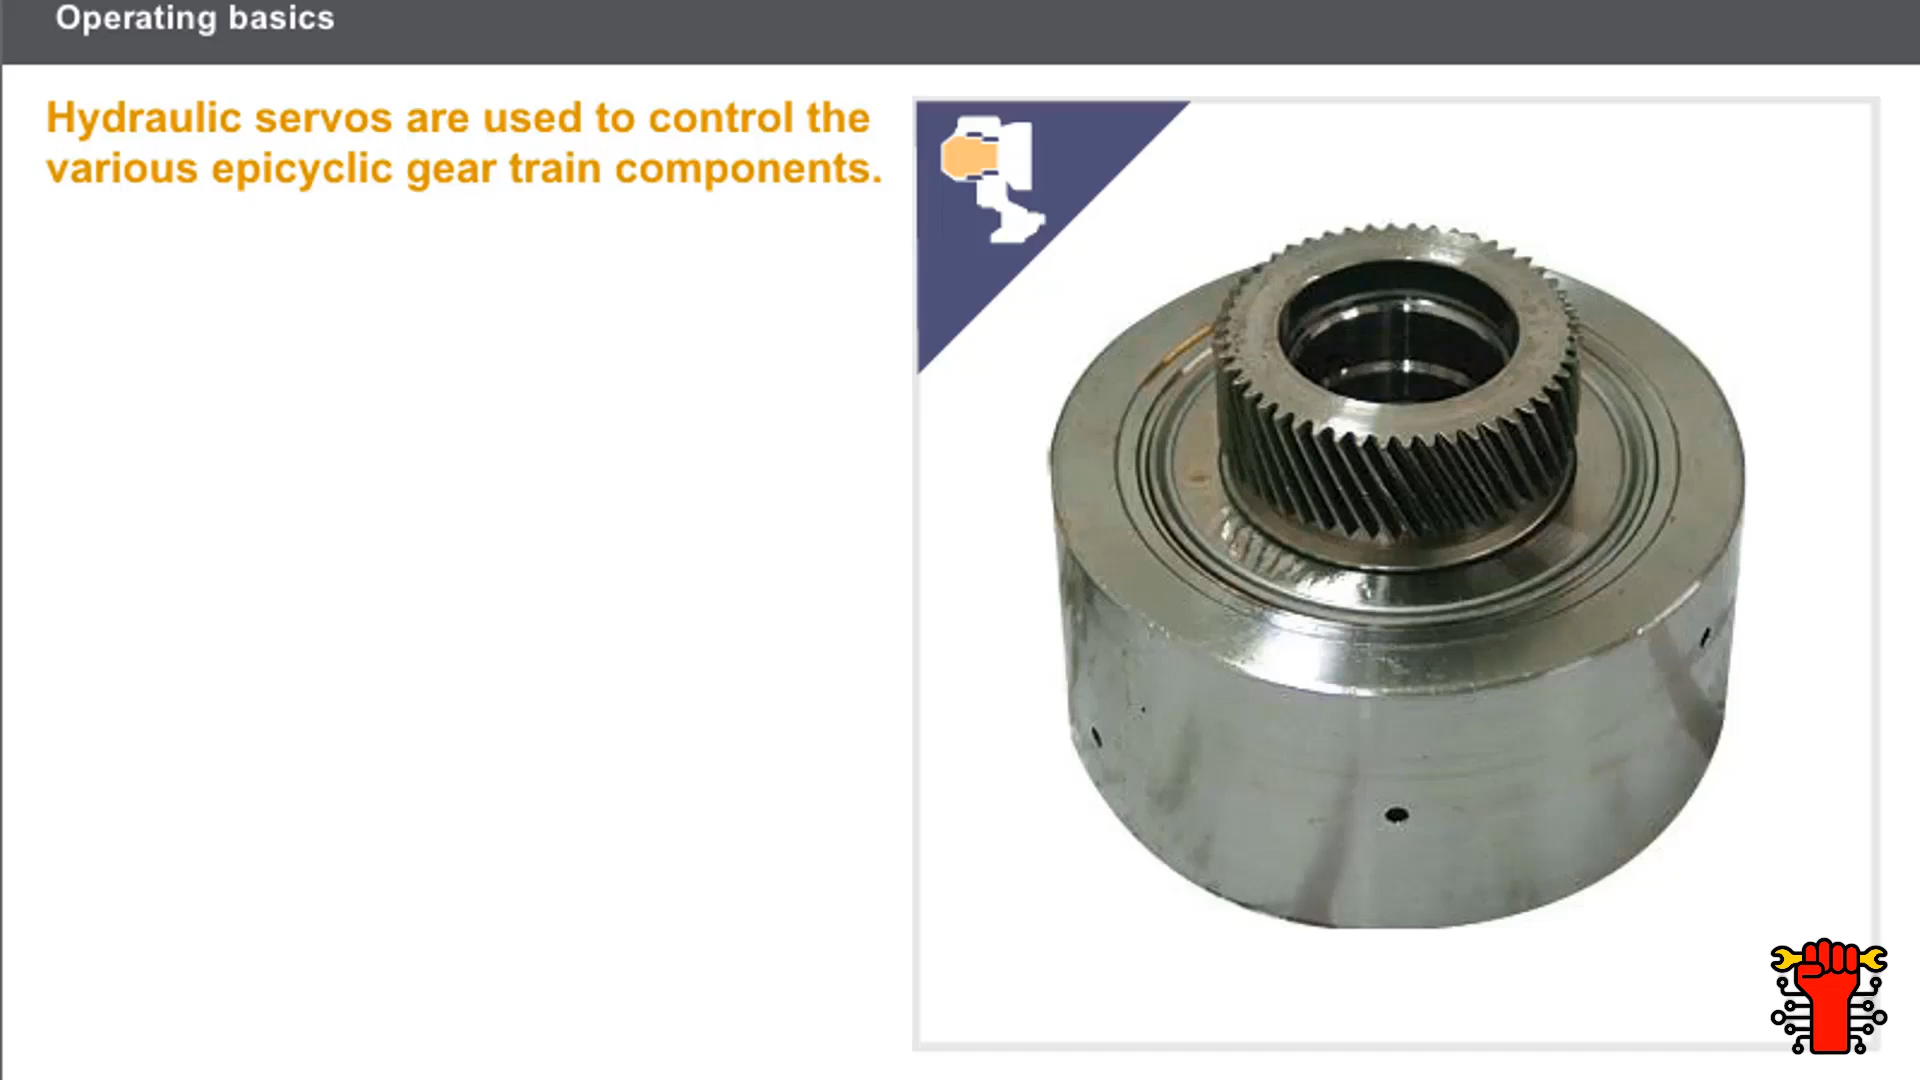 Operating basics
Hydraulic servos are used to control the
various epicyclic gear train components.